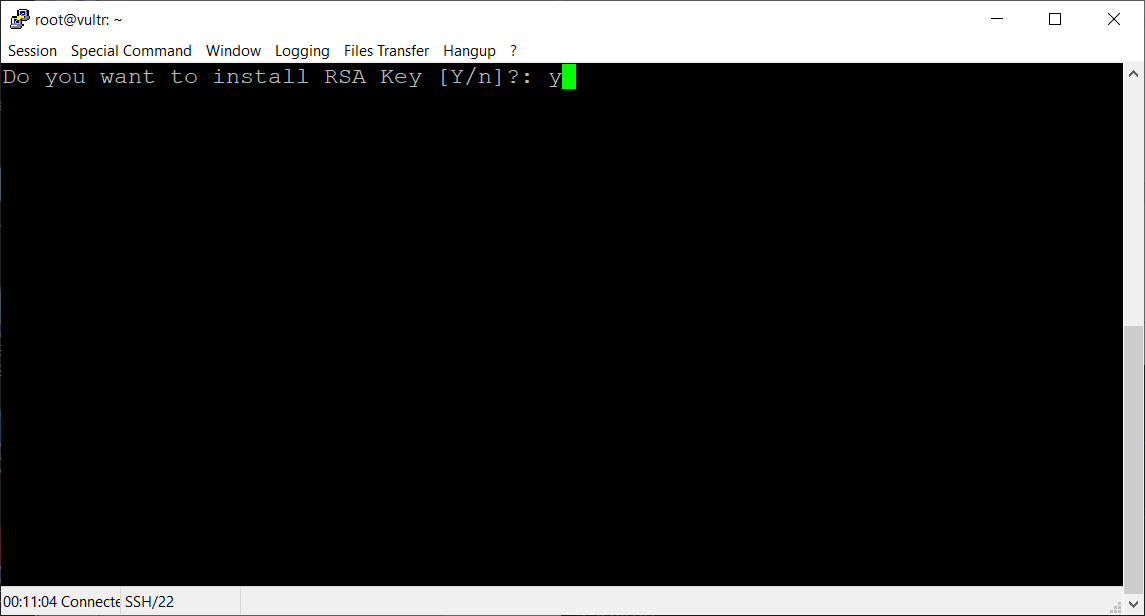 root@vultr: ~
Session Special Command Window Logging Files Transfer Hangup ?
Do you want to install RSA Key [Y/n]?: y
00:11:04 Connecte SSH/22